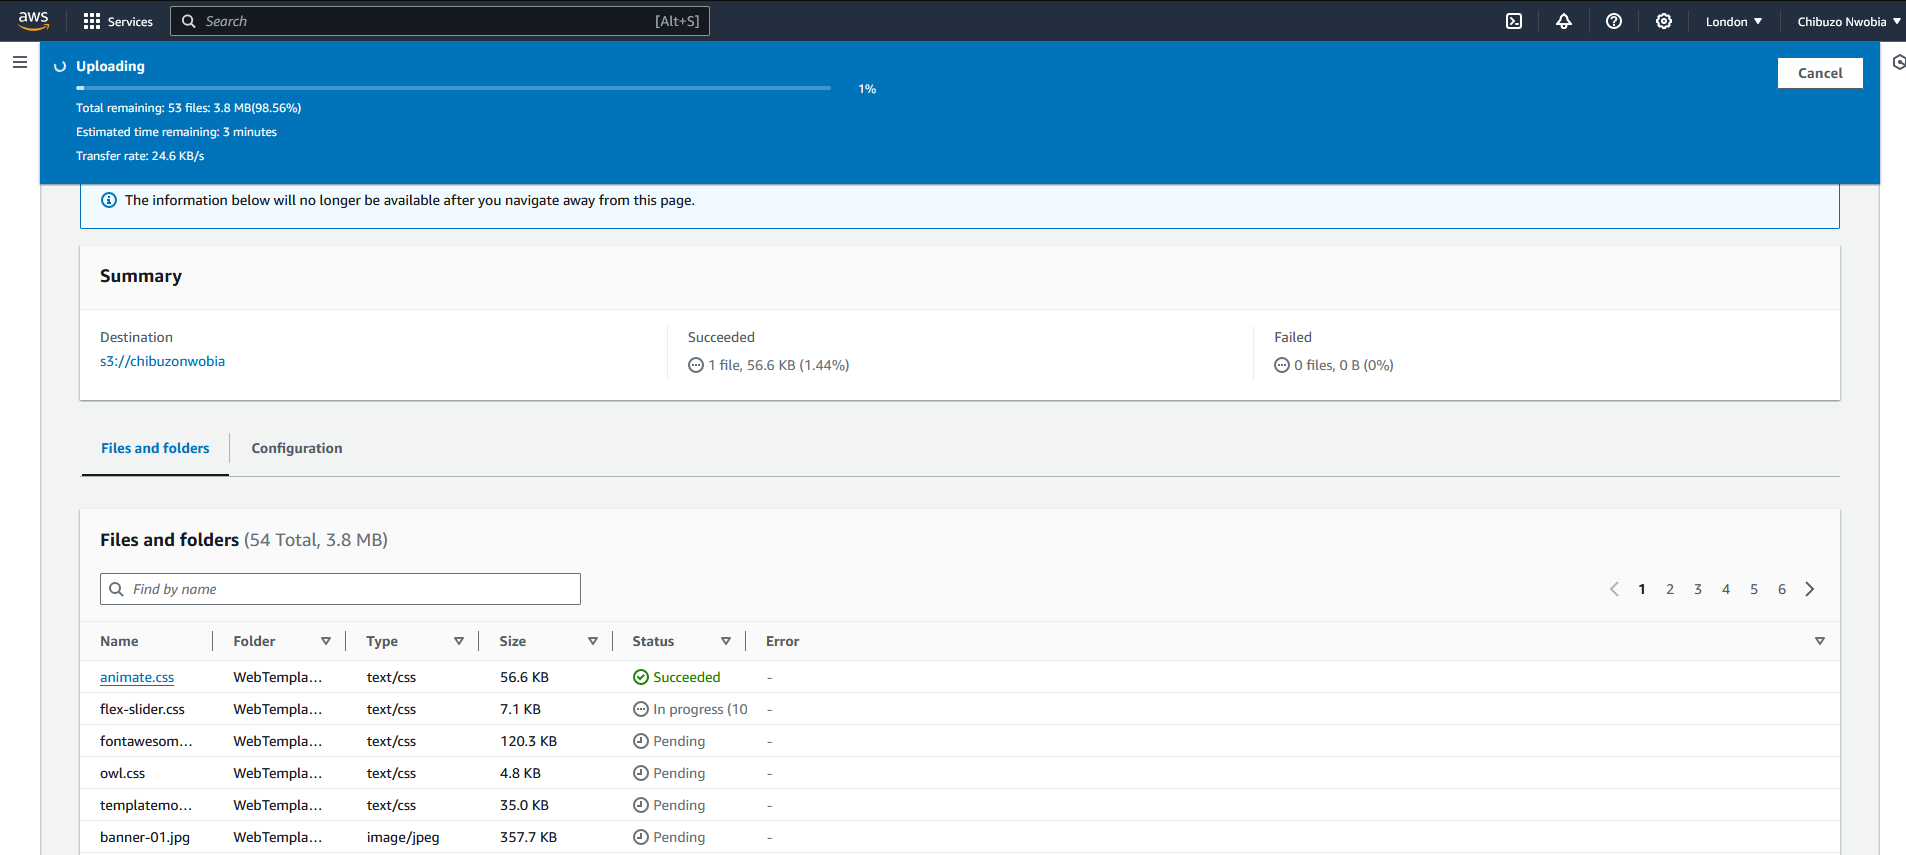 aws Services Search [Alt+S] London Chibuzo Nwobia
Uploading
1%
Cancel
Total remaining: 53 files: 3.8 MB(98.56%)
Estimated time remaining: 3 minutes
Transfer rate: 24.6 KB/s
The information below will no longer be available after you navigate away from this page.
Summary
Destination Succeeded Failed
s3://chibuzonwobia 1 file, 56.6 KB (1.44%) 0 files, 0 B (0%)
Files and folders Configuration
Files and folders (54 Total, 3.8 MB)
Find by name 1 2 3 4 5 6
Name Folder Type Size Status Error
animate.css WebTempla... text/css 56.6 KB Succeeded -
flex-slider.css WebTempla... text/css 7.1 KB In progress (10 -
fontawesom... WebTempla... text/css 120.3 KB Pending -
owl.css WebTempla... text/css 4.8 KB Pending -
templatemo... WebTempla... text/css 35.0 KB Pending -
banner-01.jpg WebTempla... image/jpeg 357.7 KB Pending -